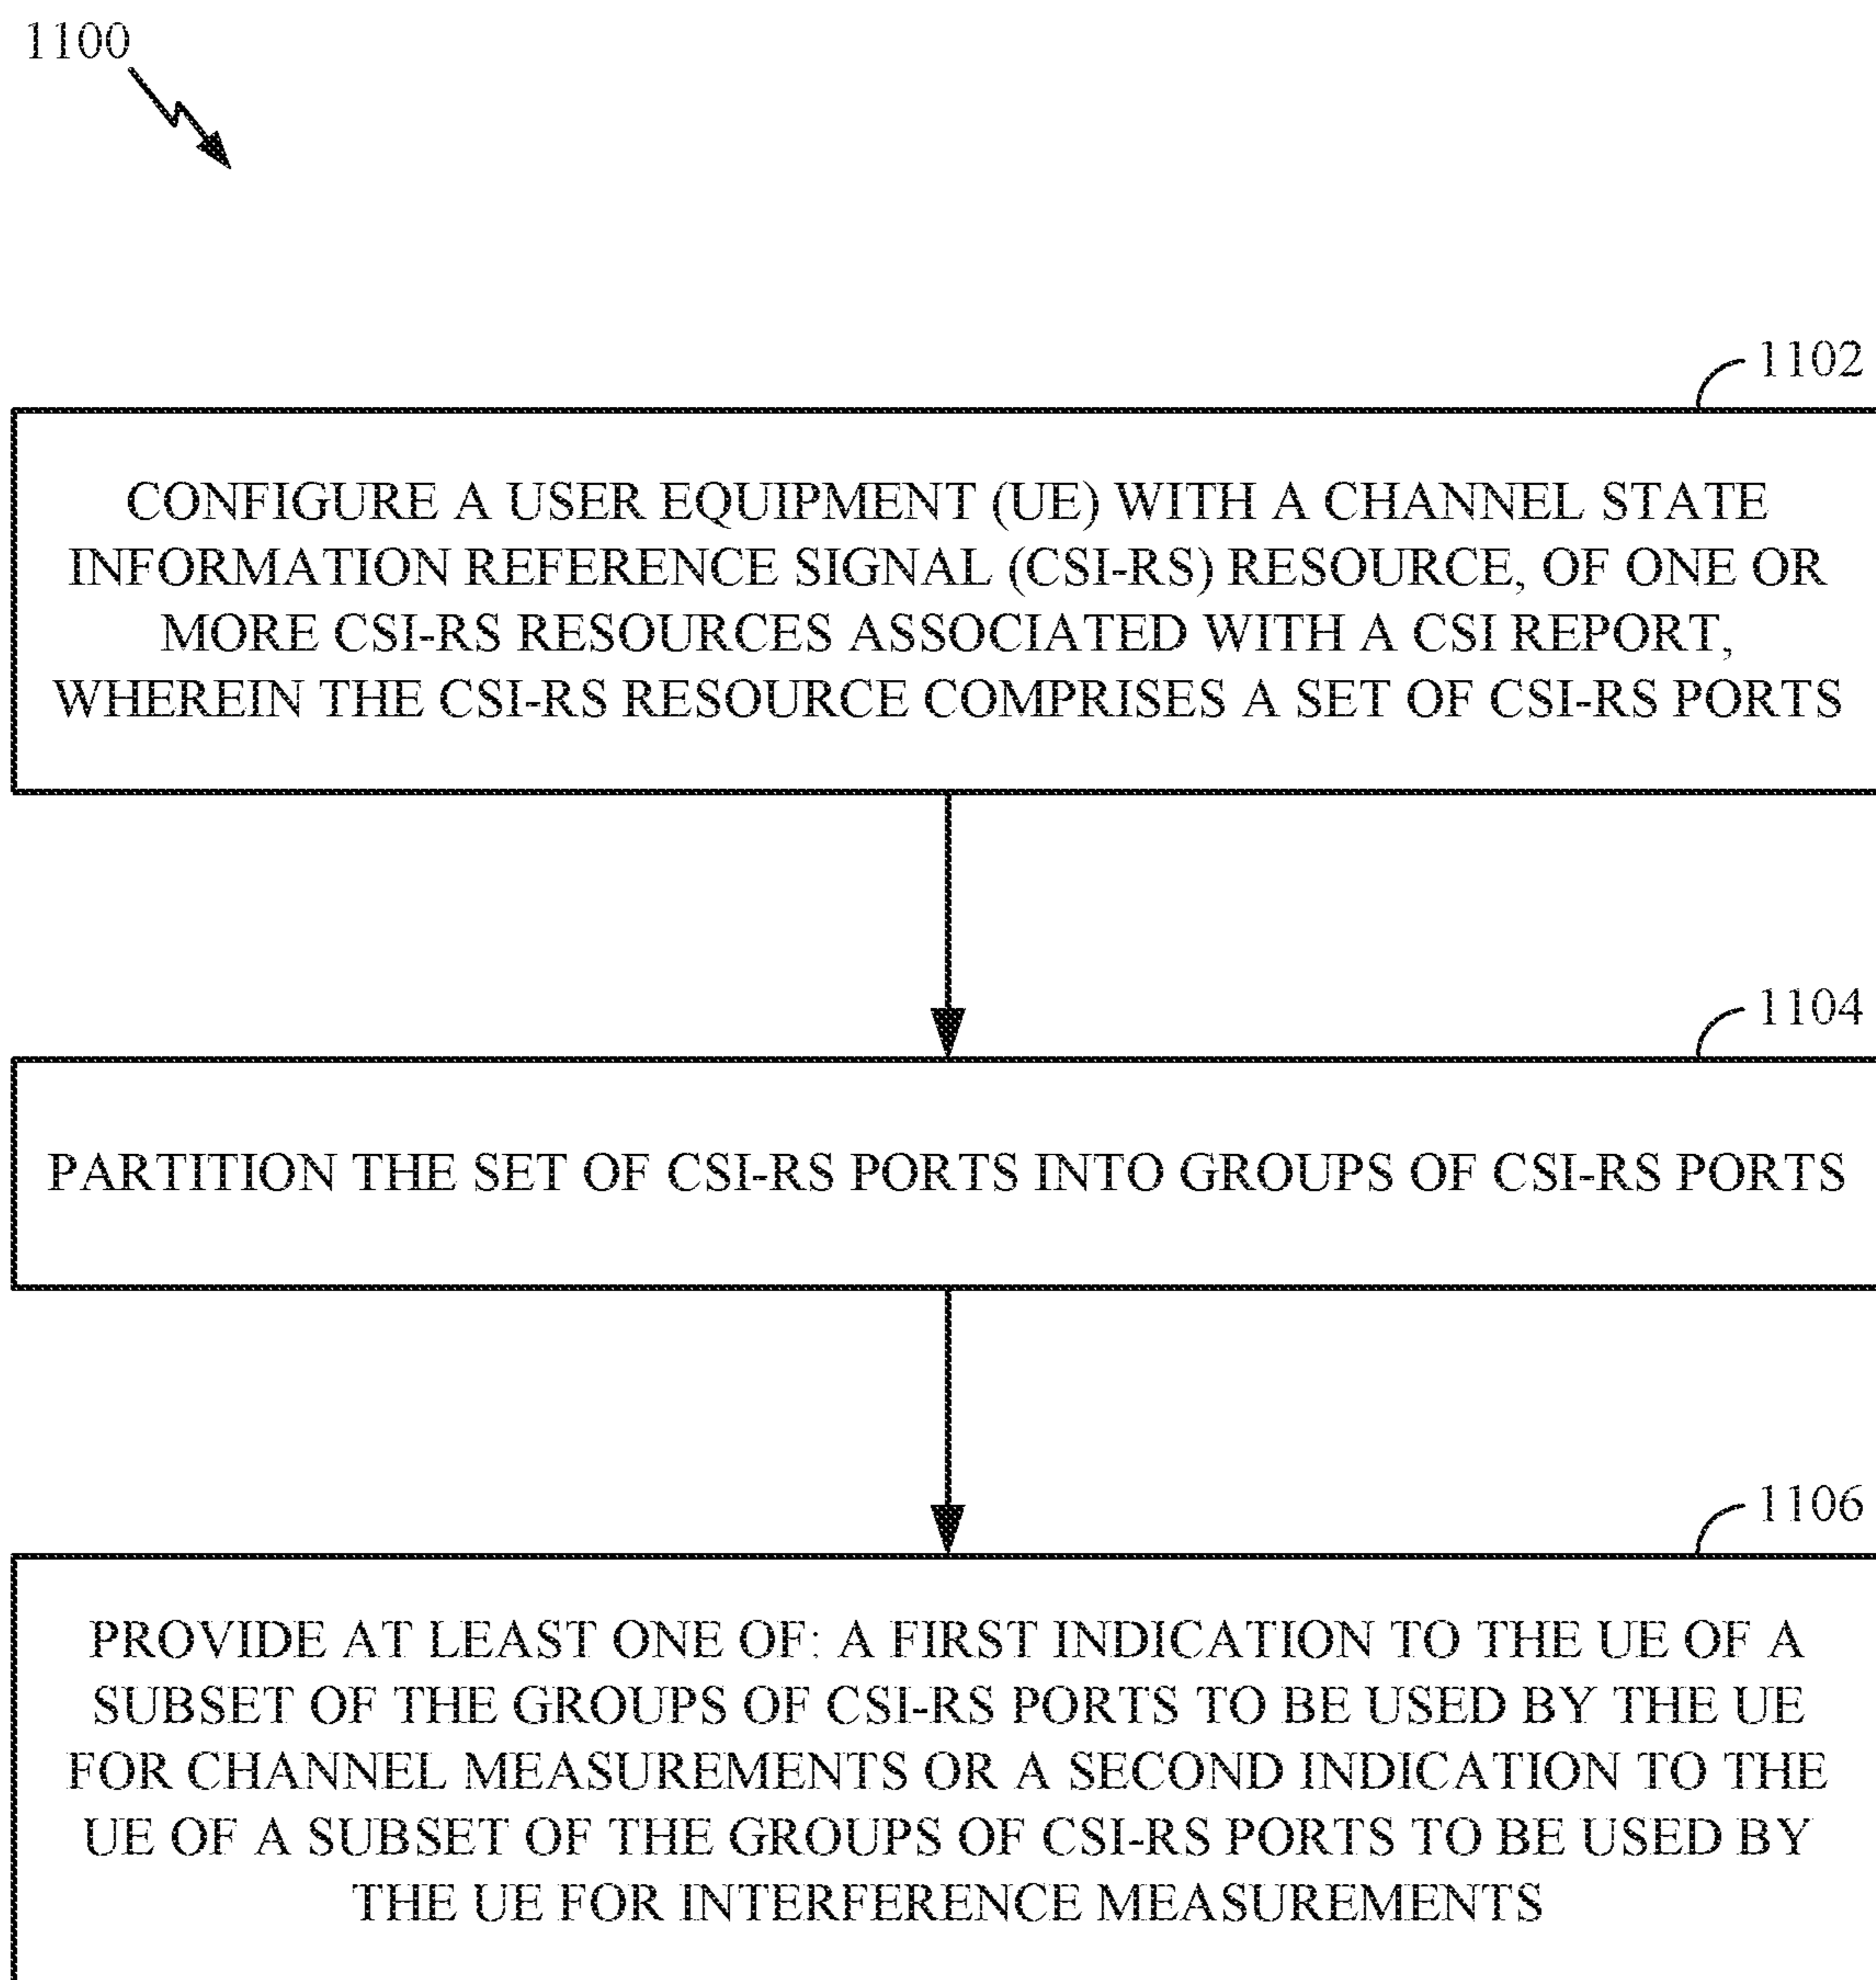 1100
1102
CONFIGURE A USER EQUIPMENT (UE) WITH A CHANNEL STATE
INFORMATION REFERENCE SIGNAL (CSI-RS) RESOURCE, OF ONE OR
MORE CSI-RS RESOURCES ASSOCIATED WITH A CSI REPORT,
WHEREIN THE CSI-RS RESOURCE COMPRISES A SET OF CSI-RS PORTS
1104
PARTITION THE SET OF CSI-RS PORTS INTO GROUPS OF CSI-RS PORTS
1106
PROVIDE AT LEAST ONE OF: A FIRST INDICATION TO THE UE OF A
SUBSET OF THE GROUPS OF CSI-RS PORTS TO BE USED BY THE UE
FOR CHANNEL MEASUREMENTS OR A SECOND INDICATION TO THE
UE OF A SUBSET OF THE GROUPS OF CSI-RS PORTS TO BE USED BY
THE UE FOR INTERFERENCE MEASUREMENTS